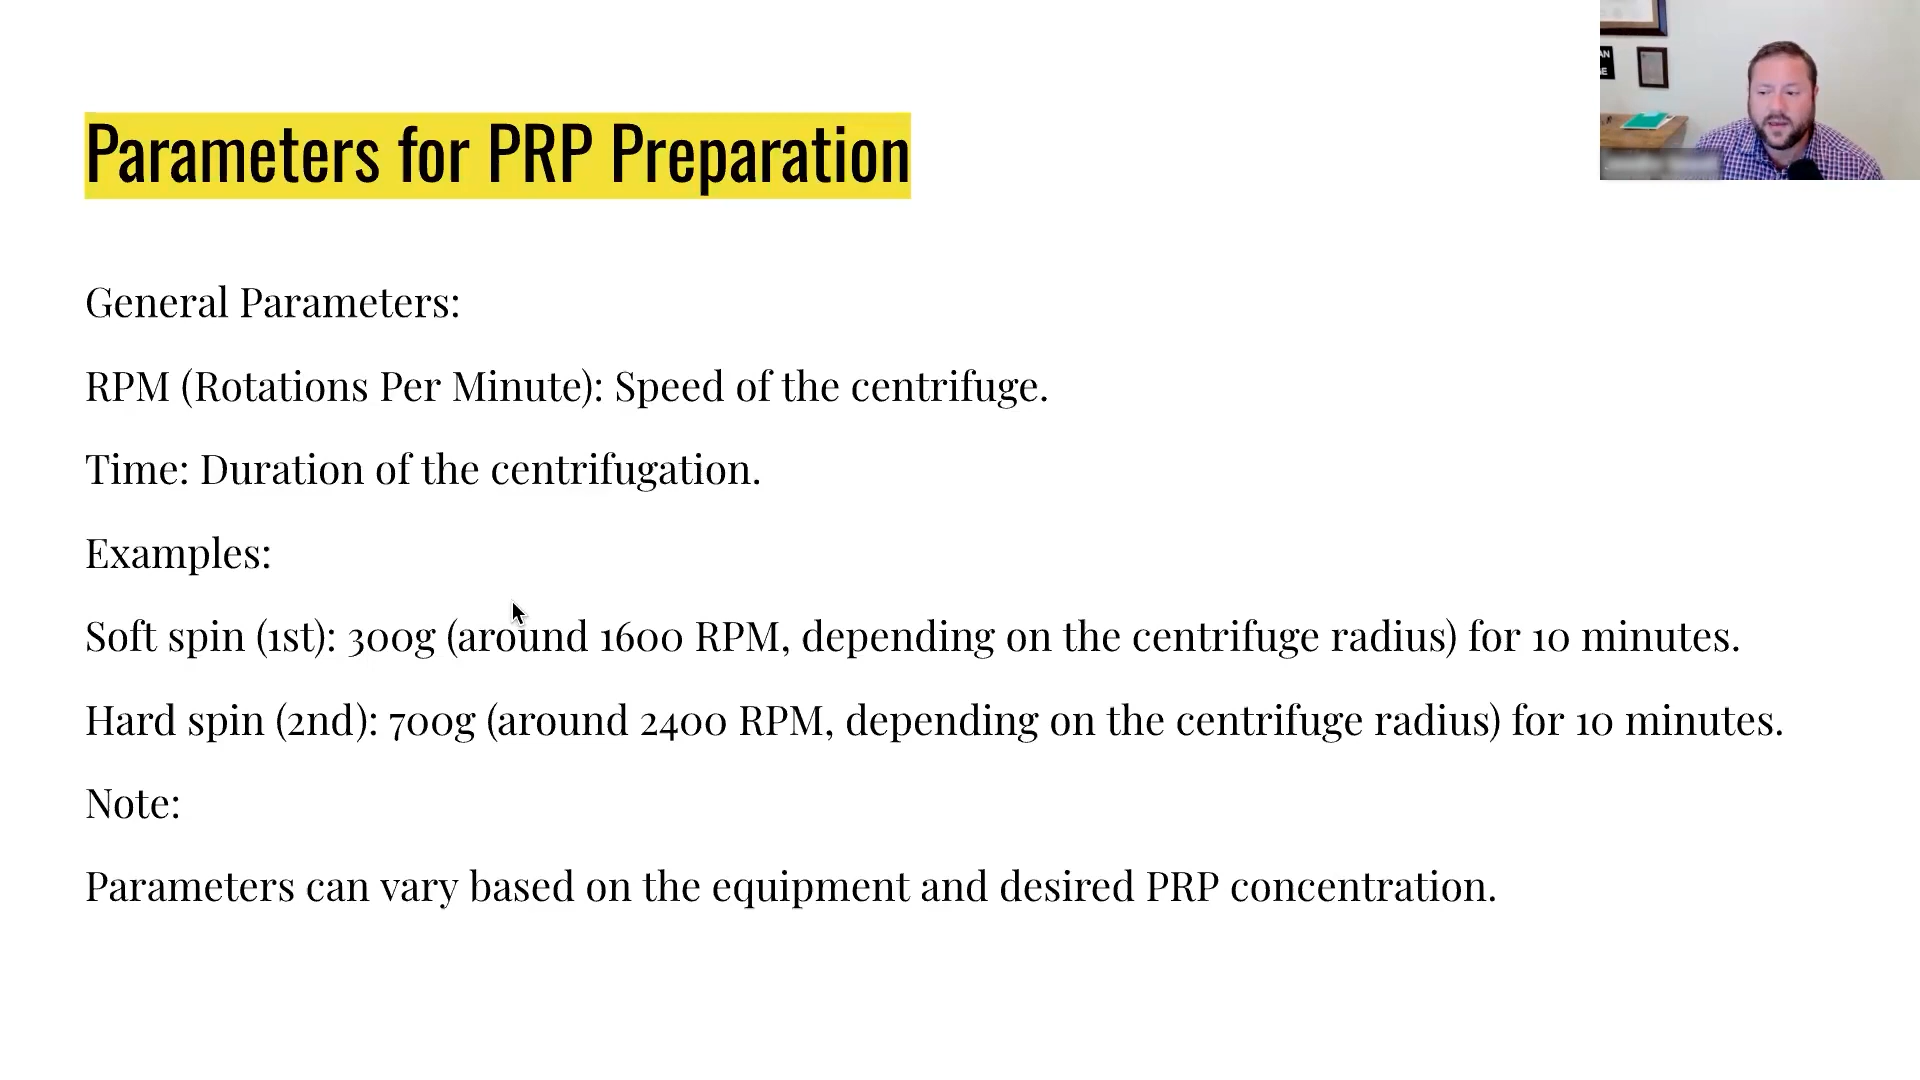 Parameters for PRP Preparation
General Parameters:
RPM (Rotations Per Minute): Speed of the centrifuge.
Time: Duration of the centrifugation.
Examples:
Soft spin (1st): 300g (around 1600 RPM, depending on the centrifuge radius) for 10 minutes.
Hard spin (2nd): 700g (around 2400 RPM, depending on the centrifuge radius) for 10 minutes.
Note:
Parameters can vary based on the equipment and desired PRP concentration.